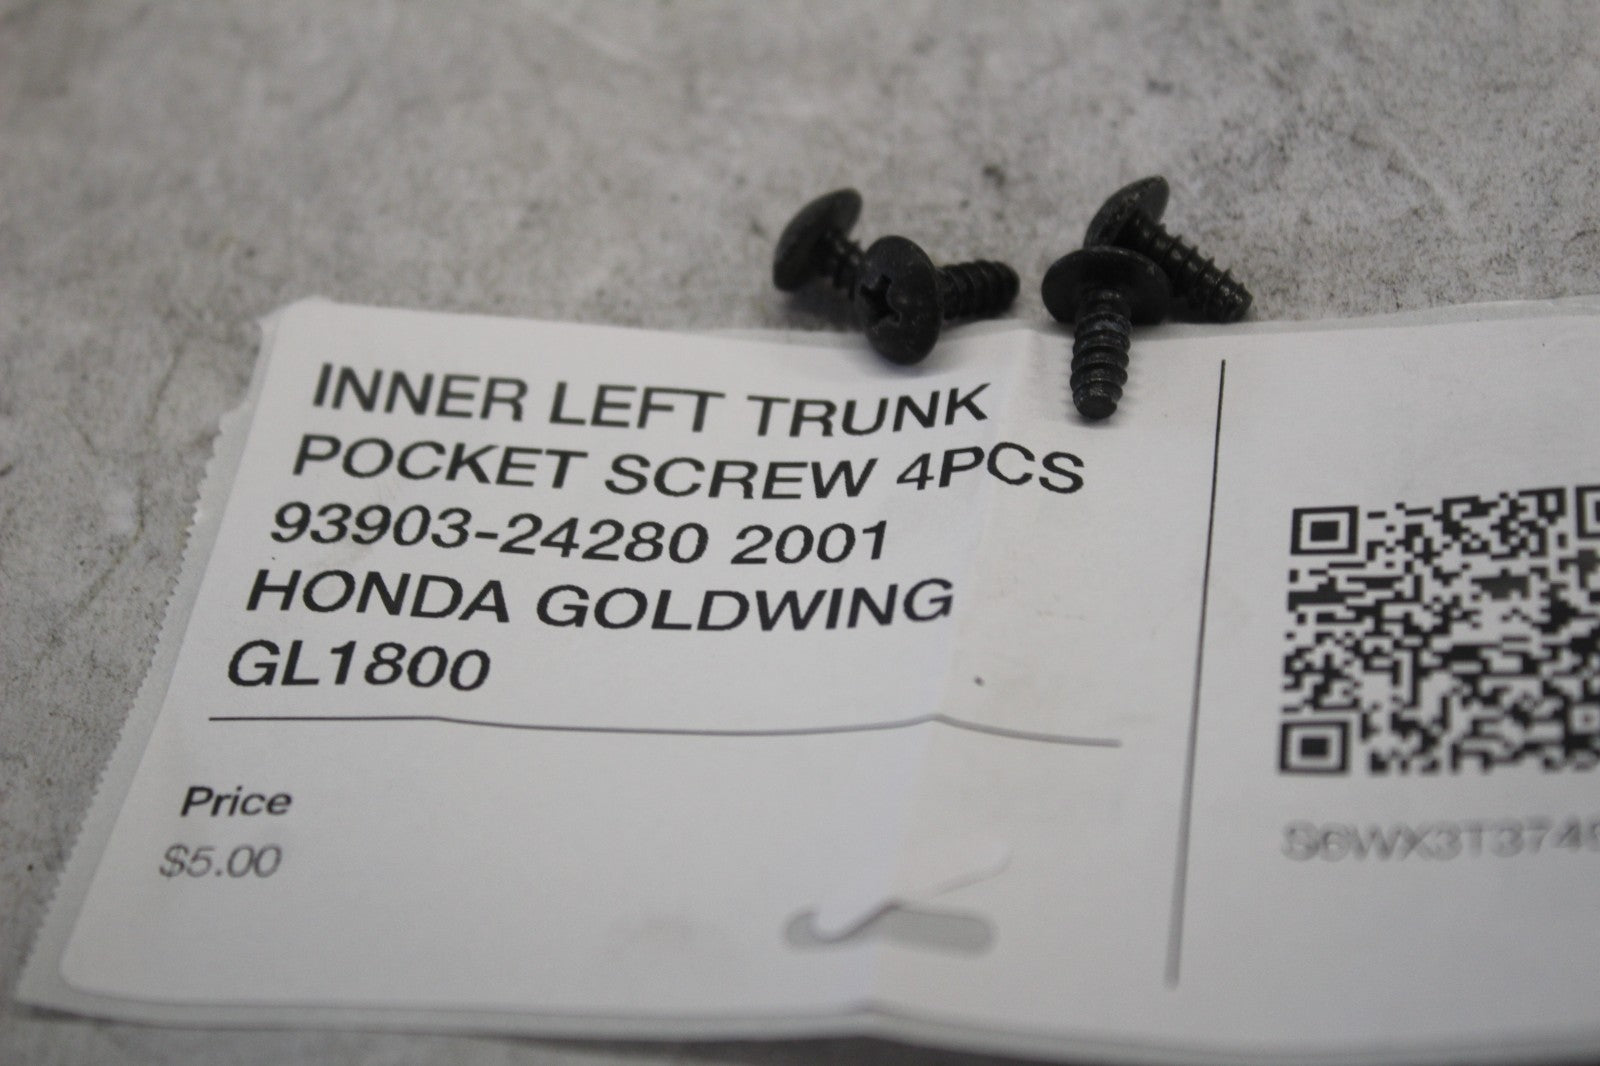 INNER LEFT TRUNK
POCKET SCREW 4PCS
93903-24280 2001
HONDA GOLDWING
GL1800
Price
$5.00